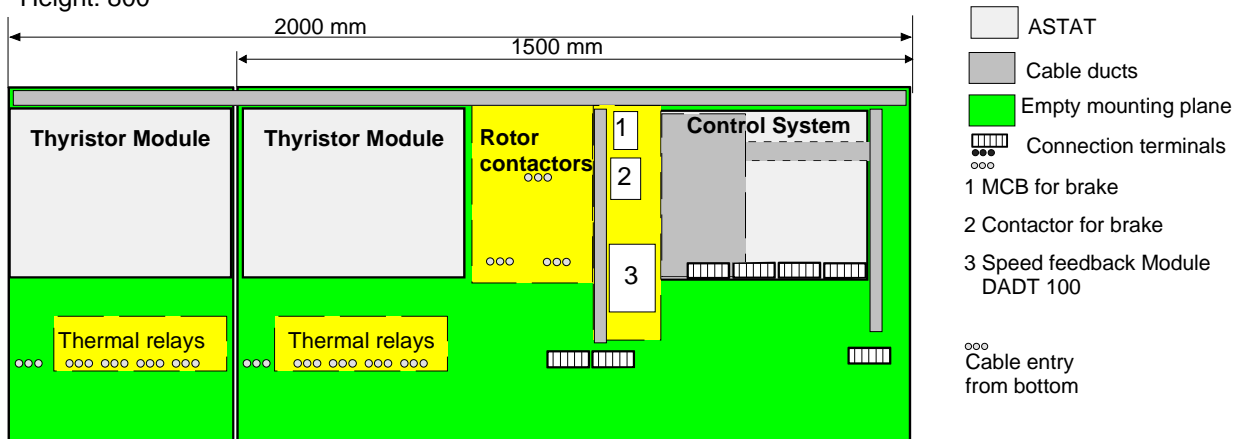 Height: 800
2000 mm
1500 mm
Thyristor Module
Thyristor Module
Rotor
contactors
1
2
3
Control System
Thermal relays
Thermal relays
ASTAT
Cable ducts
Empty mounting plane
Connection terminals
1 MCB for brake
2 Contactor for brake
3 Speed feedback Module
DADT 100
Cable entry
from bottom